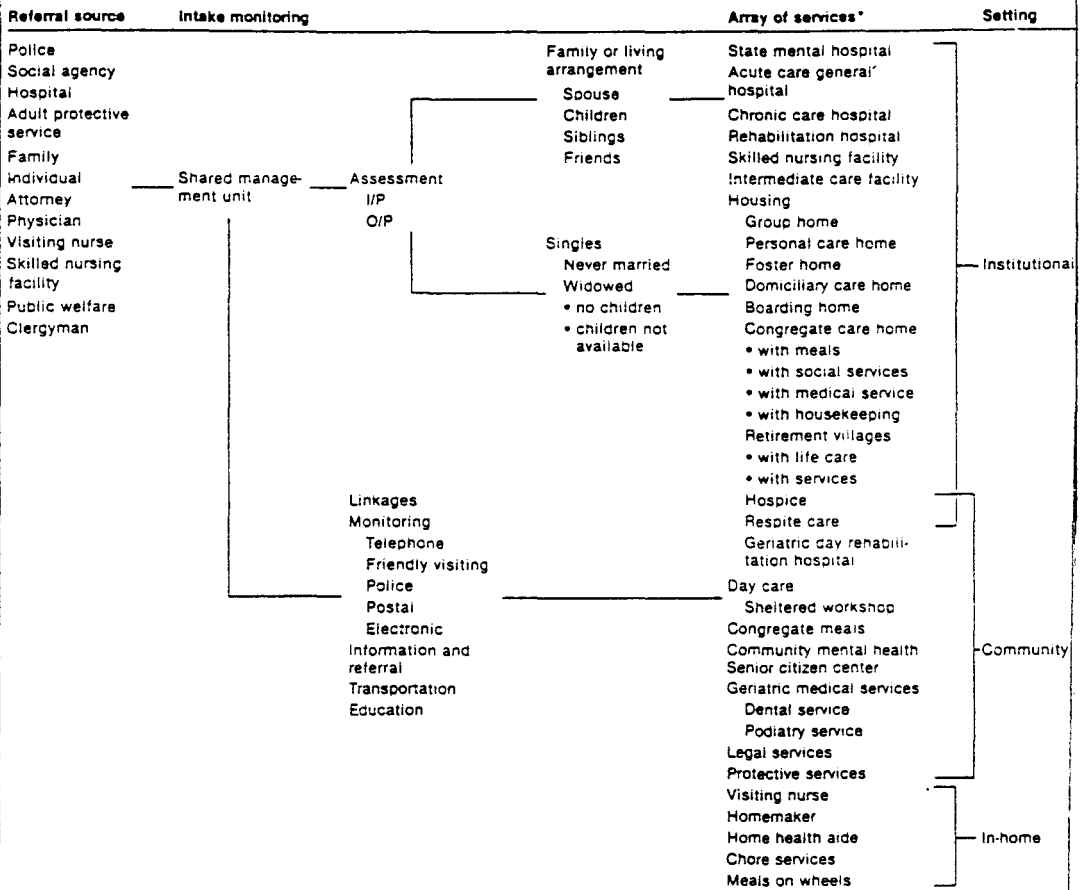 Referral source
Intake monitoring
Array of services*
Setting
Police
Social agency
Hospital
Adult protective
service
Family
Individual
Attorney
Physician
Visiting nurse
Skilled nursing
facility
Public welfare
Clergyman
Shared manage-
ment unit
Assessment
I/P
O/P
Family or living
arrangement
Spouse
Children
Siblings
Friends
Singles
Never married
Widowed
• no children
• children not
available
Linkages
Monitoring
Telephone
Friendly visiting
Police
Postal
Electronic
Information and
referral
Transportation
Education
State mental hospital
Acute care general
hospital
Chronic care hospital
Rehabilitation hospital
Skilled nursing facility
Intermediate care facility
Housing
Group home
Personal care home
Foster home
Domiciliary care home
Boarding home
Congregate care home
• with meals
• with social services
• with medical service
• with housekeeping
Retirement villages
• with life care
• with services
Hospice
Respite care
Geriatric day rehabili-
tation hospital
Day care
Sheltered workshop
Congregate meals
Community mental health
Senior citizen center
Geriatric medical services
Dental service
Podiatry service
Legal services
Protective services
Visiting nurse
Homemaker
Home health aide
Chore services
Meals on wheels
Institutional
Community
In-home